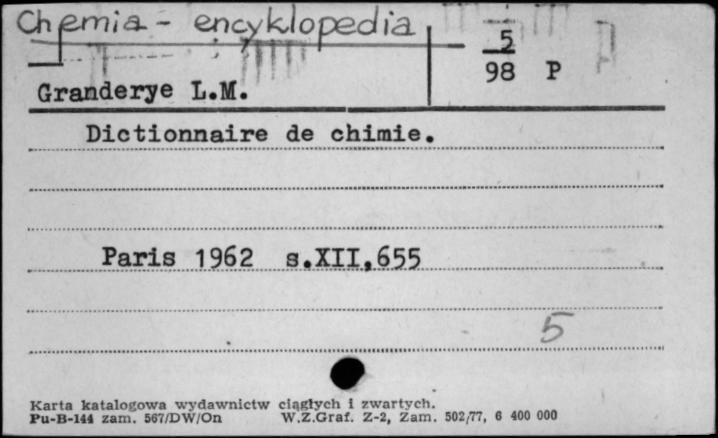 Chemia - encyklopedia
5
98 P
Granderye L.M.
Dictionnaire de chimie.
Paris 1962 s.XII,655
5
Karta katalogowa wydawnictw ciągłych i zwartych.
Pu-B-144 zam. 567/DW/On W.Z.Graf. Z-2, Zam. 502/77, 6 400 000